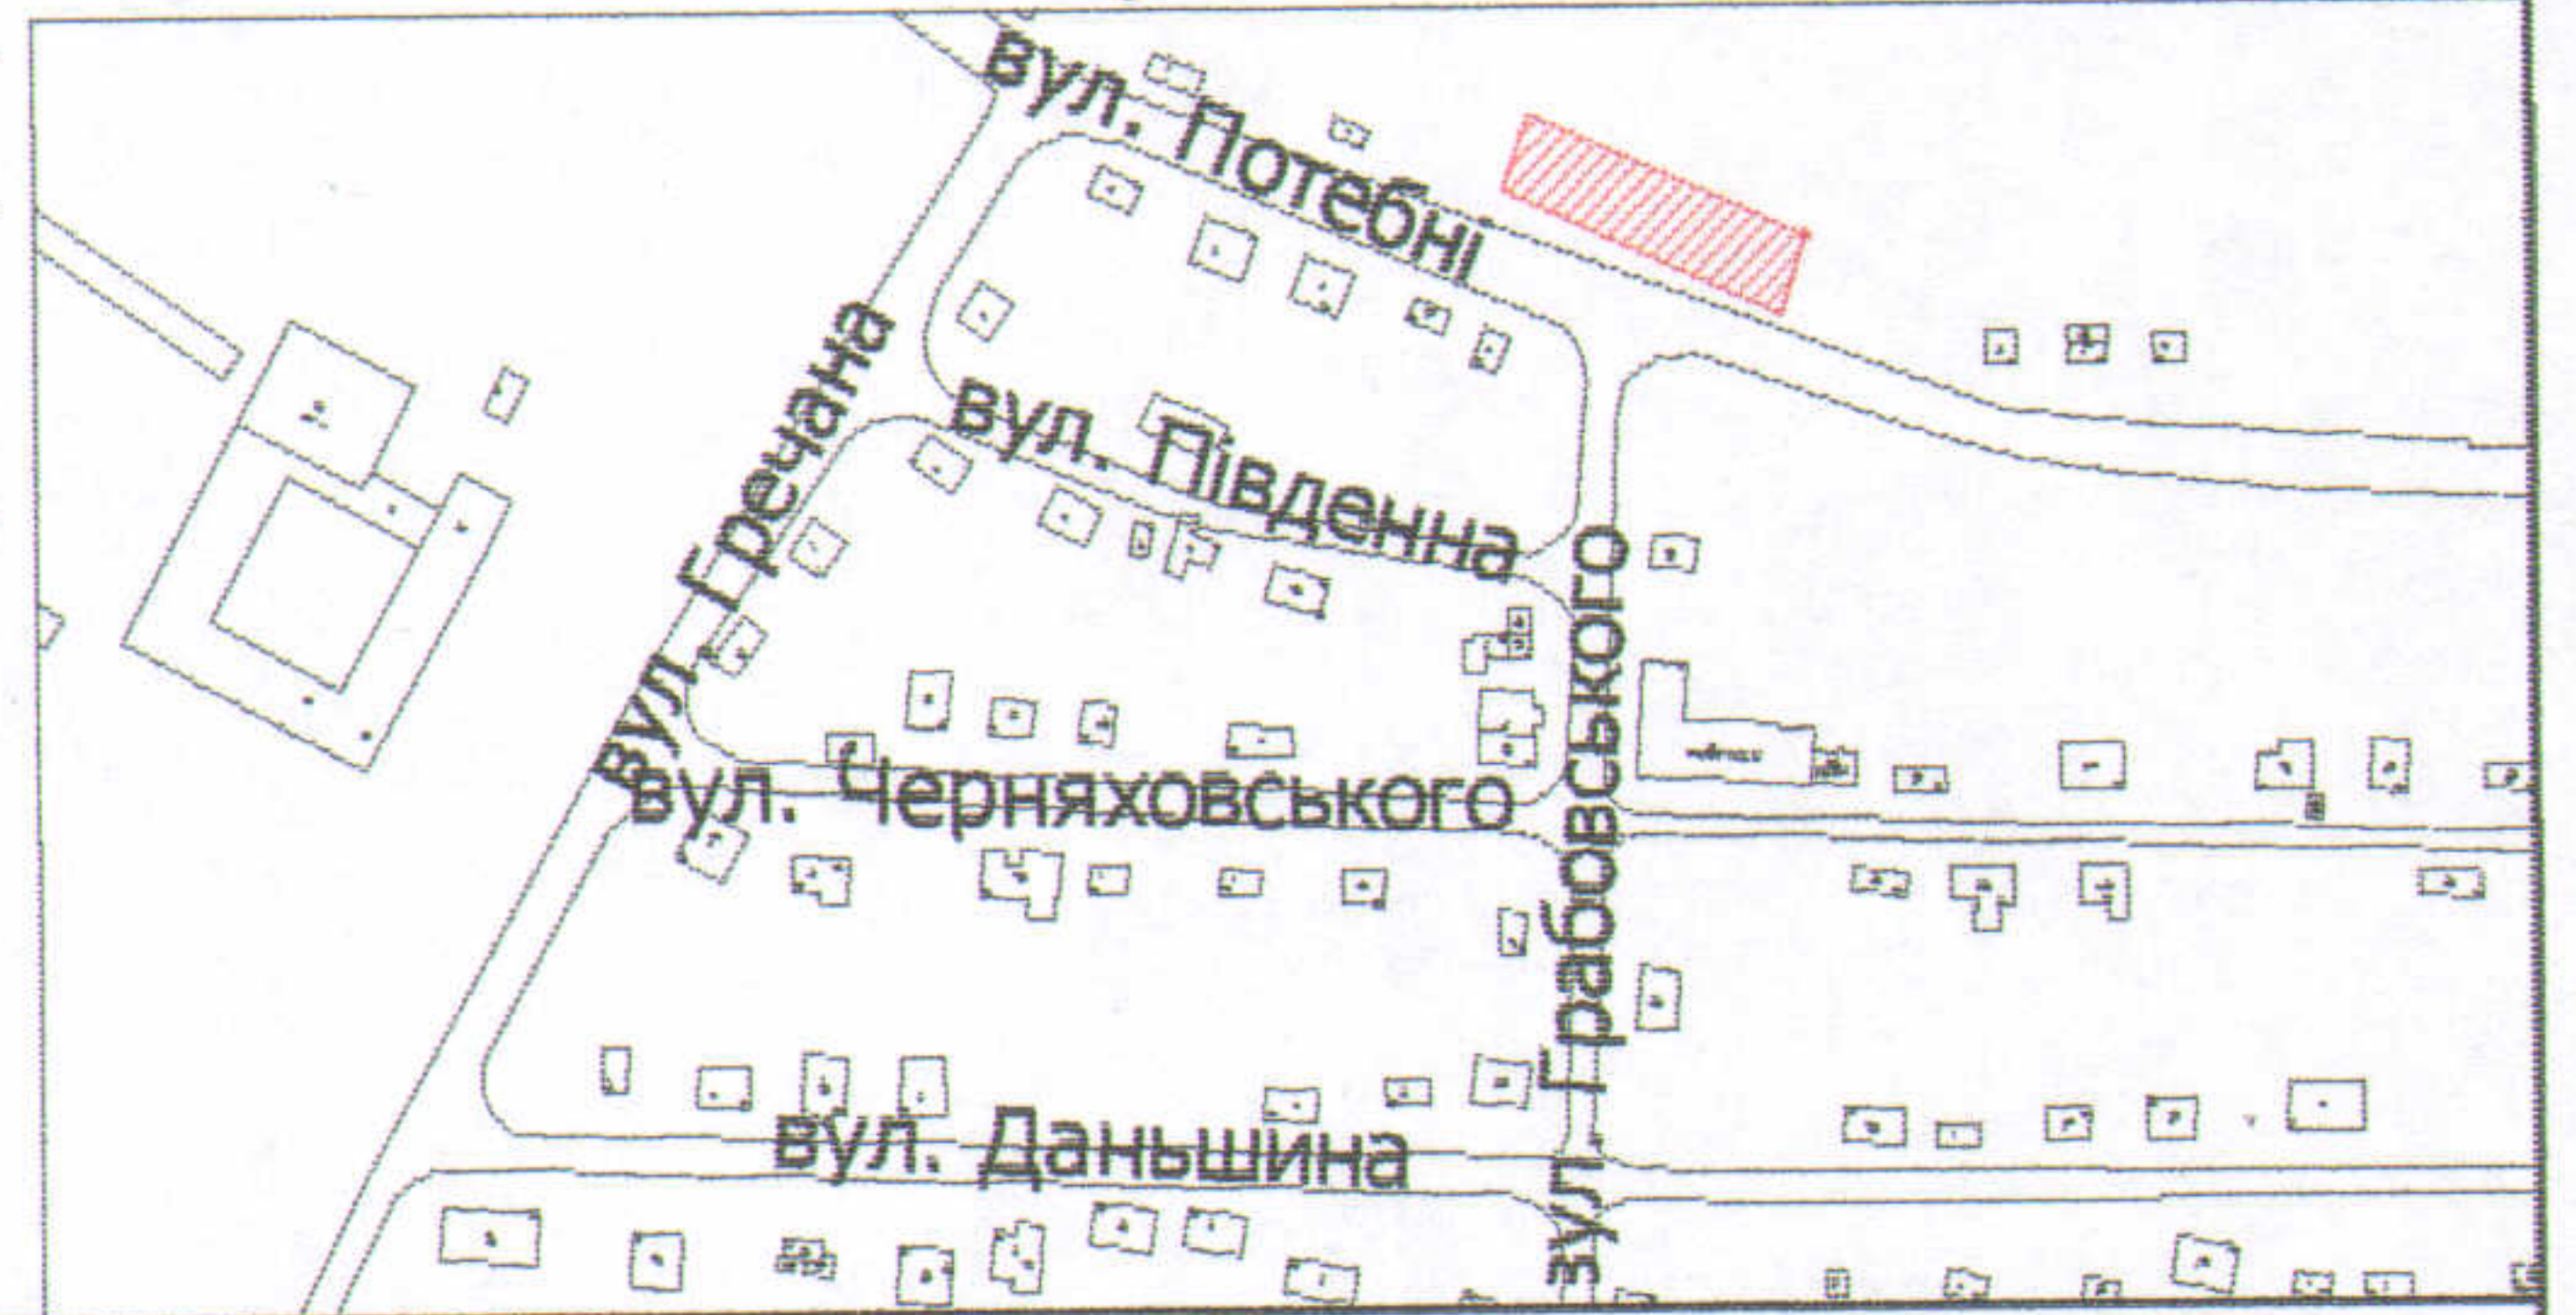 вул. Потебні
вул. Гречана
вул. Південна
вул. Грабовського
вул. Черняховського
вул. Даньшина